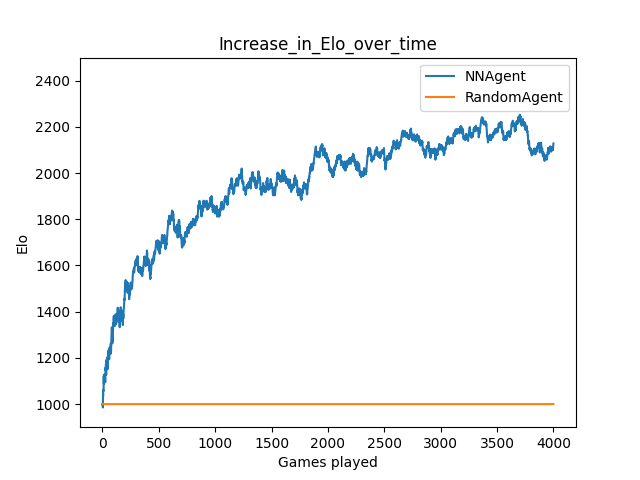 Increase_in_Elo_over_time
NNAgent
RandomAgent
2400
2200
2000
1800
1600
1400
1200
1000
Elo
0 500 1000 1500 2000 2500 3000 3500 4000
Games played